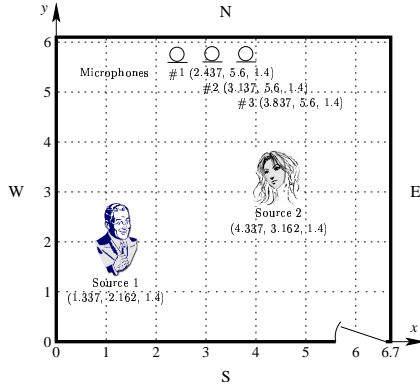 N
y
6
Microphones
#1 (2.437, 5.6, 1.4)
#2 (3.137, 5.6, 1.4)
#3 (3.837, 5.6, 1.4)
5
4
W
3
E
Source 2
(4.337, 3.162, 1.4)
2
Source 1
(1.337, 2.162, 1.4)
1
0
x
0 1 2 3 4 5 6 6.7
S